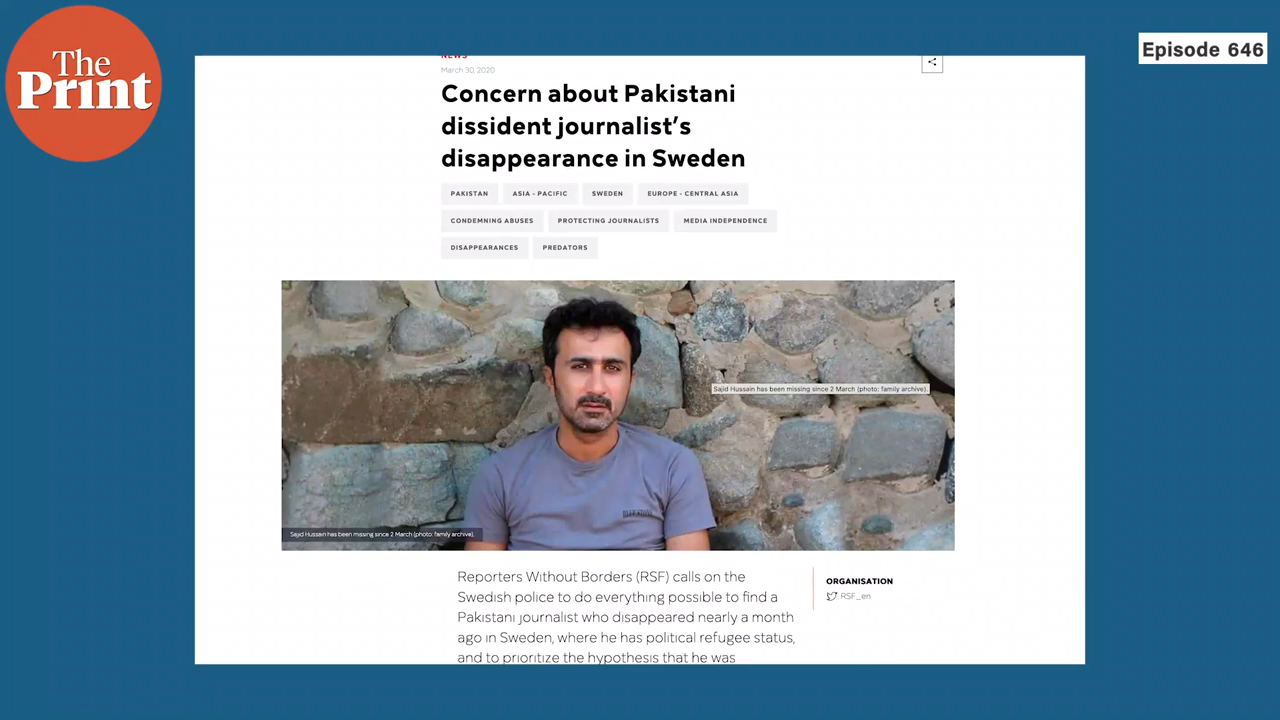 The
Print
Episode 646
NEWS
March 30, 2020
Concern about Pakistani
dissident journalist’s
disappearance in Sweden
PAKISTAN ASIA - PACIFIC SWEDEN EUROPE - CENTRAL ASIA
CONDEMNING ABUSES PROTECTING JOURNALISTS MEDIA INDEPENDENCE
DISAPPEARANCES PREDATORS
Sajid Hussain has been missing since 2 March (photo: family archive).
Sajid Hussain has been missing since 2 March (photo: family archive).
Reporters Without Borders (RSF) calls on the
Swedish police to do everything possible to find a
Pakistani journalist who disappeared nearly a month
ago in Sweden, where he has political refugee status,
and to prioritize the hypothesis that he was
ORGANISATION
RSF_en